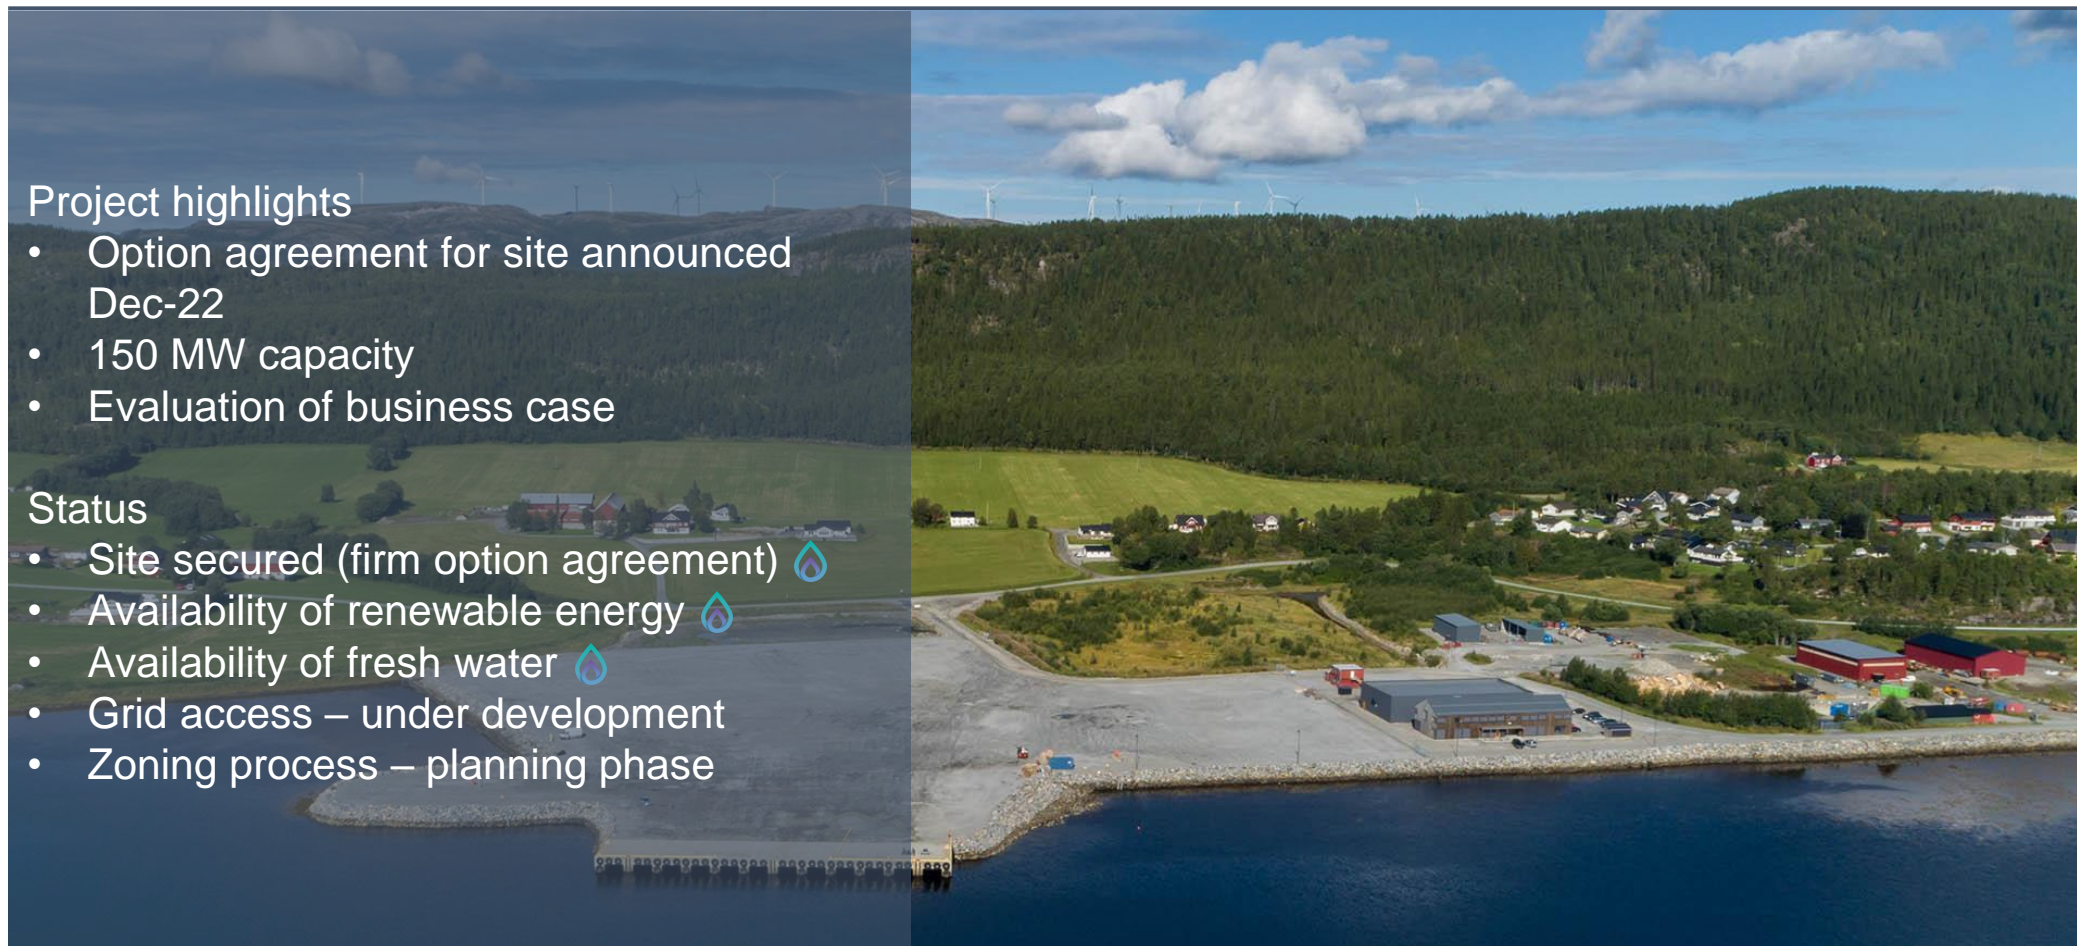 Project highlights
• Option agreement for site announced
Dec-22
• 150 MW capacity
• Evaluation of business case
Status
• Site secured (firm option agreement)
• Availability of renewable energy
• Availability of fresh water
• Grid access – under development
• Zoning process – planning phase